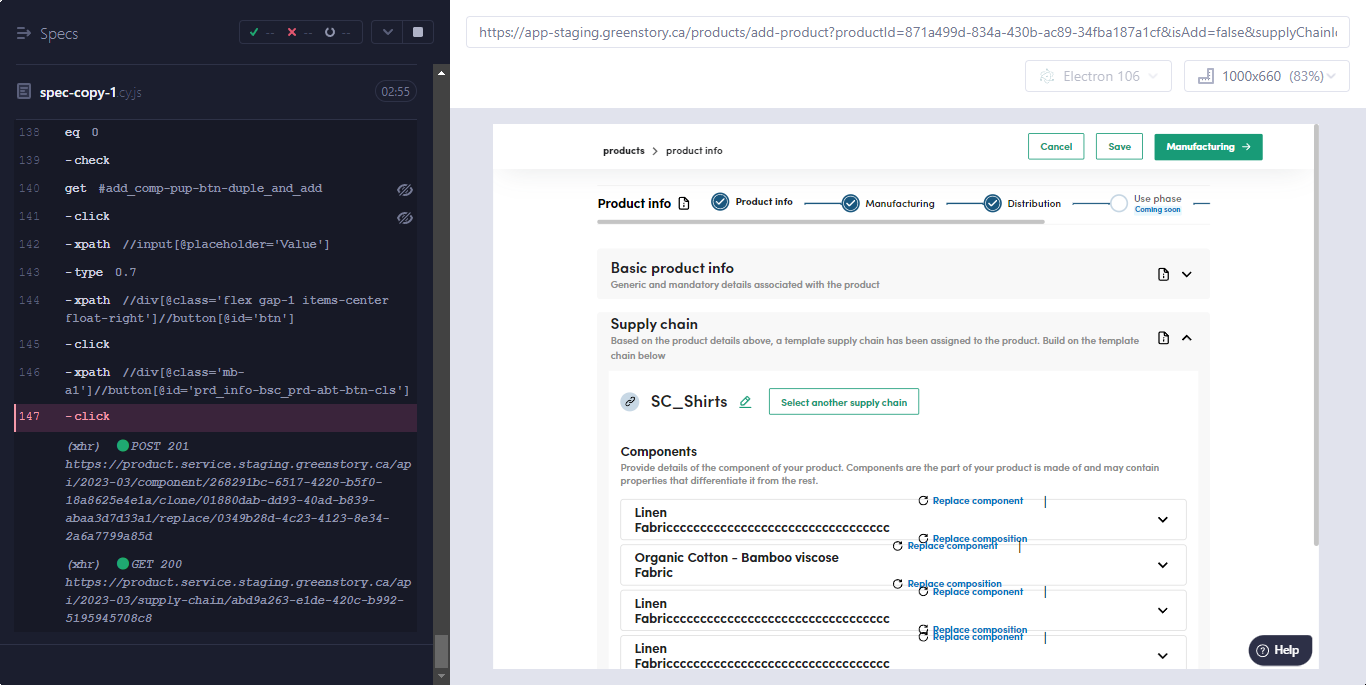 Specs
-- -- --
spec-copy-1.cy.js
02:55
138 eq 0
139 -check
140 get #add_comp-pup-btn-duple_and_add
141 -click
142 -xpath //input[@placeholder='Value']
143 -type 0.7
144 -xpath //div[@class='flex gap-1 items-center
float-right']//button[@id='btn']
145 -click
146 -xpath //div[@class='mb-
a1']//button[@id='prd_info-bsc_prd-abt-btn-cls']
147 -click
(xhr) POST 201
https://product.service.staging.greenstory.ca/ap
i/2023-03/component/268291bc-6517-4220-b5f0-
18a8625e4e1a/clone/01880dab-dd93-40ad-b839-
abaa3d7d33a1/replace/0349b28d-4c23-4123-8e34-
2a6a7799a85d
(xhr) GET 200
https://product.service.staging.greenstory.ca/ap
i/2023-03/supply-chain/abd9a263-e1de-420c-b992-
5195945708c8
https://app-staging.greenstory.ca/products/add-product?productId=871a499d-834a-430b-ac89-34fba187a1cf&isAdd=false&supplyChainI
Electron 106
1000x660 (83%)
products > product info
Cancel
Save
Manufacturing →
Product info
Product info
Manufacturing
Distribution
Use phase
Coming soon
Basic product info
Generic and mandatory details associated with the product
Supply chain
Based on the product details above, a template supply chain has been assigned to the product. Build on the template
chain below
SC_Shirts
Select another supply chain
Components
Provide details of the component of your product. Components are the part of your product is made of and may contain
properties that differentiate it from the rest.
Replace component |
Linen
Fabricccccccccccccccccccccccccccccccccc
Replace composition
Replace component |
Organic Cotton - Bamboo viscose
Fabric
Replace composition
Replace component |
Linen
Fabricccccccccccccccccccccccccccccccccc
Replace composition
Replace component |
Linen
Fabricccccccccccccccccccccccccccccccccc
Help